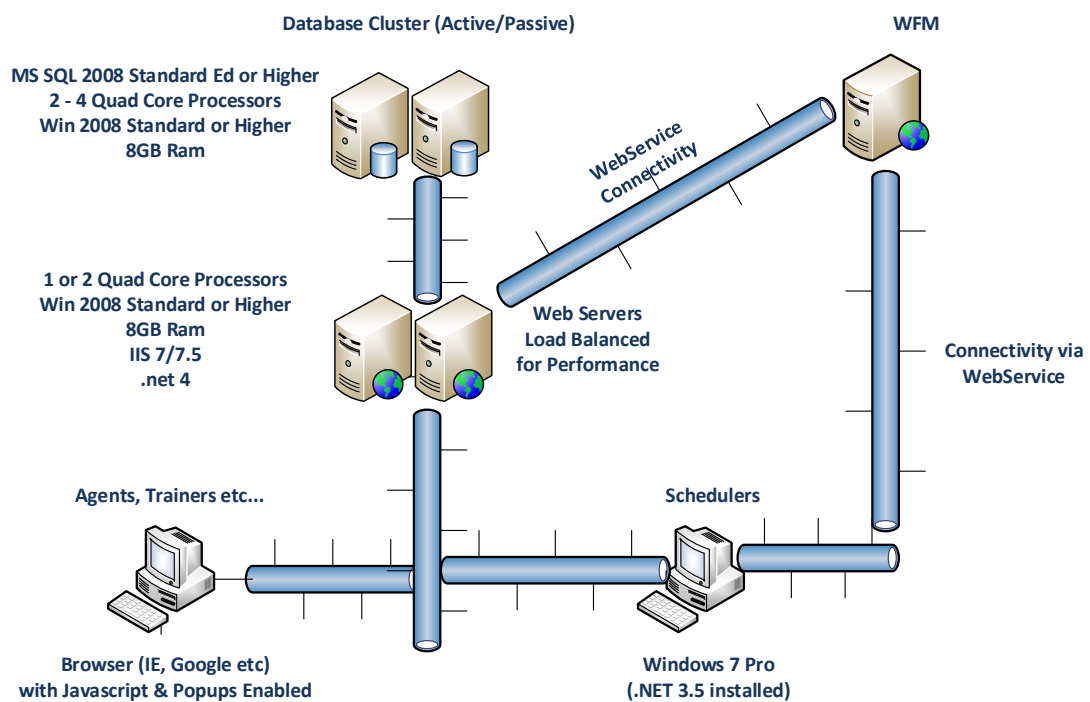 Database Cluster (Active/Passive)
WFM
MS SQL 2008 Standard Ed or Higher
2 - 4 Quad Core Processors
Win 2008 Standard or Higher
8GB Ram
WebService
Connectivity
1 or 2 Quad Core Processors
Win 2008 Standard or Higher
8GB Ram
IIS 7/7.5
.net 4
Web Servers
Load Balanced
for Performance
Connectivity via
WebService
Agents, Trainers etc...
Schedulers
Browser (IE, Google etc)
with Javascript & Popups Enabled
Windows 7 Pro
(.NET 3.5 installed)